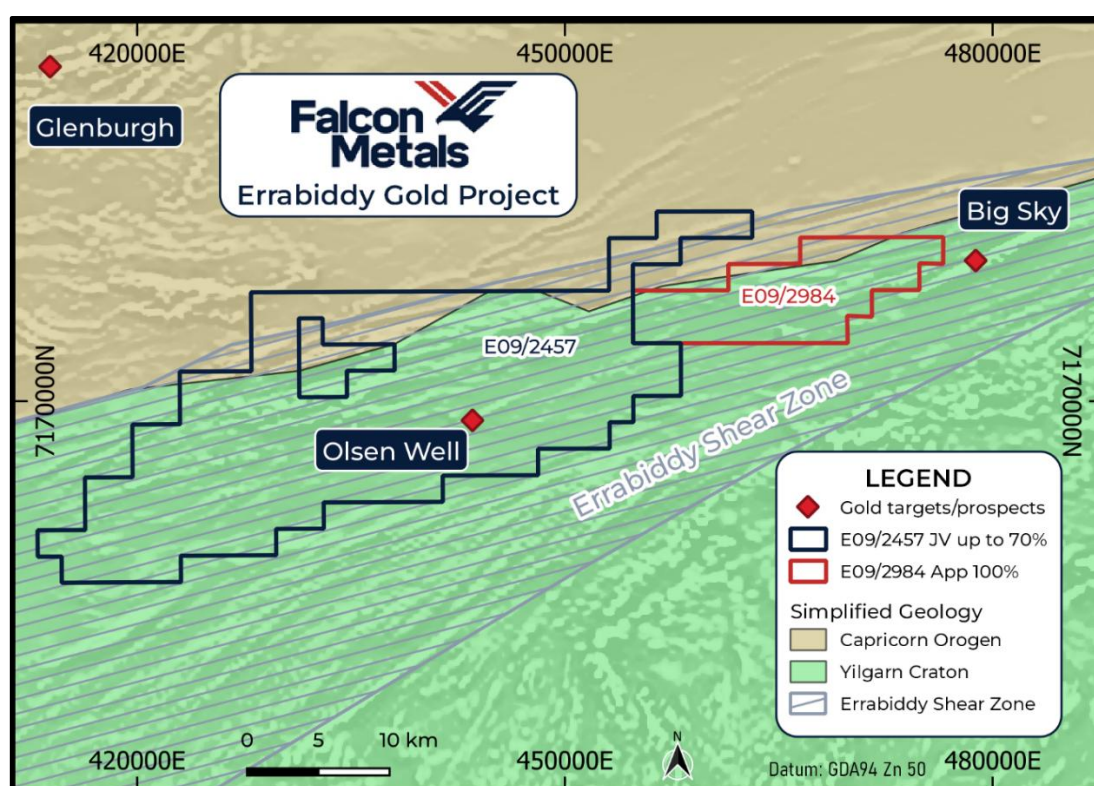 420000E
450000E
480000E
Glenburgh
Falcon
Metals
Errabiddy Gold Project
Big Sky
E09/2984
E09/2457
7170000N
7170000N
Olsen Well
Errabiddy Shear Zone
LEGEND
Gold targets/prospects
E09/2457 JV up to 70%
E09/2984 App 100%
Simplified Geology
Capricorn Orogen
Yilgarn Craton
Errabiddy Shear Zone
0 5 10 km
N
420000E
450000E
Datum: GDA94 Zn 50
480000E